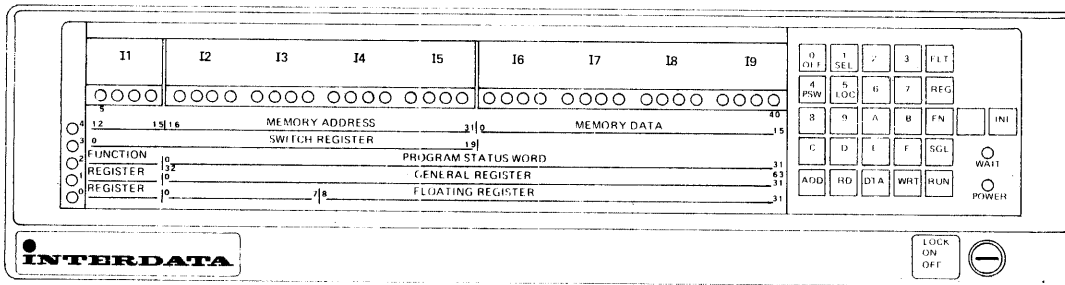 I1 I2 I3 I4 I5 I6 I7 I8 I9
5 40
4 12 15 16 MEMORY ADDRESS 31 0 MEMORY DATA 15
3 0 SWITCH REGISTER 19
2 FUNCTION 0 PROGRAM STATUS WORD 31
1 REGISTER 32 0 GENERAL REGISTER 63 31
0 REGISTER 0 7 8 FLOATING REGISTER 31
0 OFF 1 SEL 2 3 FLT
4 PSW 5 LOC 6 7 REG
8 9 A B FN INI
C D E F SGL
WAIT
ADD RD DTA WRT RUN
POWER
INTERDATA
LOCK
ON
OFF